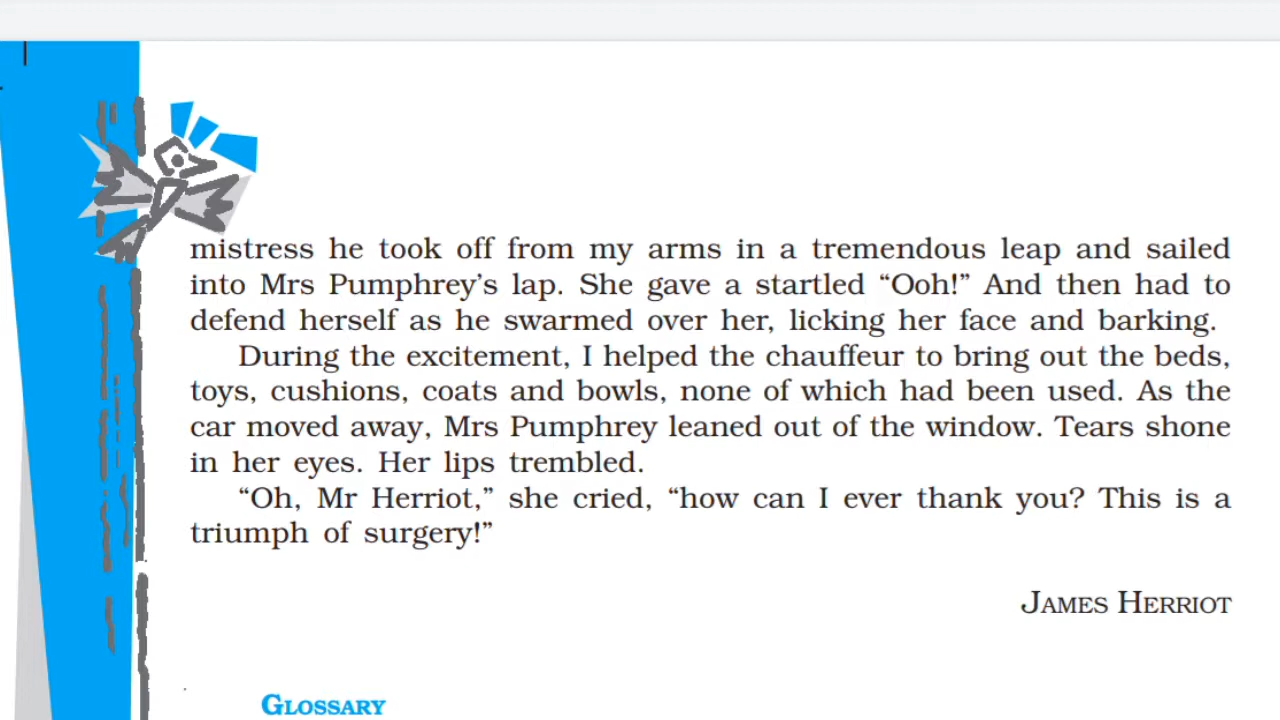 mistress he took off from my arms in a tremendous leap and sailed
into Mrs Pumphrey’s lap. She gave a startled “Ooh!” And then had to
defend herself as he swarmed over her, licking her face and barking.
During the excitement, I helped the chauffeur to bring out the beds,
toys, cushions, coats and bowls, none of which had been used. As the
car moved away, Mrs Pumphrey leaned out of the window. Tears shone
in her eyes. Her lips trembled.
“Oh, Mr Herriot,” she cried, “how can I ever thank you? This is a
triumph of surgery!”
JAMES HERRIOT
GLOSSARY